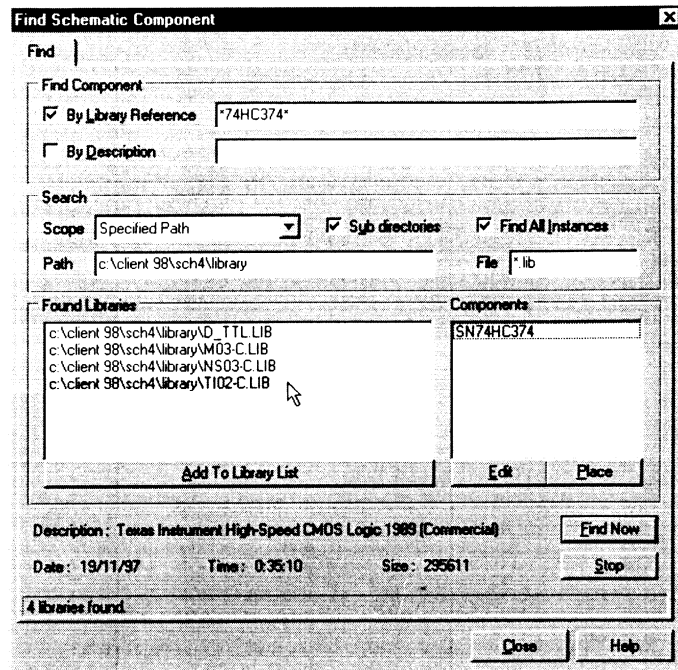 Find Schematic Component
Find
Find Component
By Library Reference
*74HC374*
By Description
Search
Scope
Specified Path
Sub directories
Find All Instances
Path
c:\client 98\sch4\library
File
*.lib
Found Libraries
c:\client 98\sch4\library\D_TTL.LIB
c:\client 98\sch4\library\M03-C.LIB
c:\client 98\sch4\library\NS03-C.LIB
c:\client 98\sch4\library\TI02-C.LIB
Components
SN74HC374
Add To Library List
Edit
Place
Description : Texas Instrument High-Speed CMOS Logic 1989 (Commercial)
Find Now
Date : 19/11/97
Time : 0:35:10
Size : 295611
Stop
4 libraries found.
Close
Help